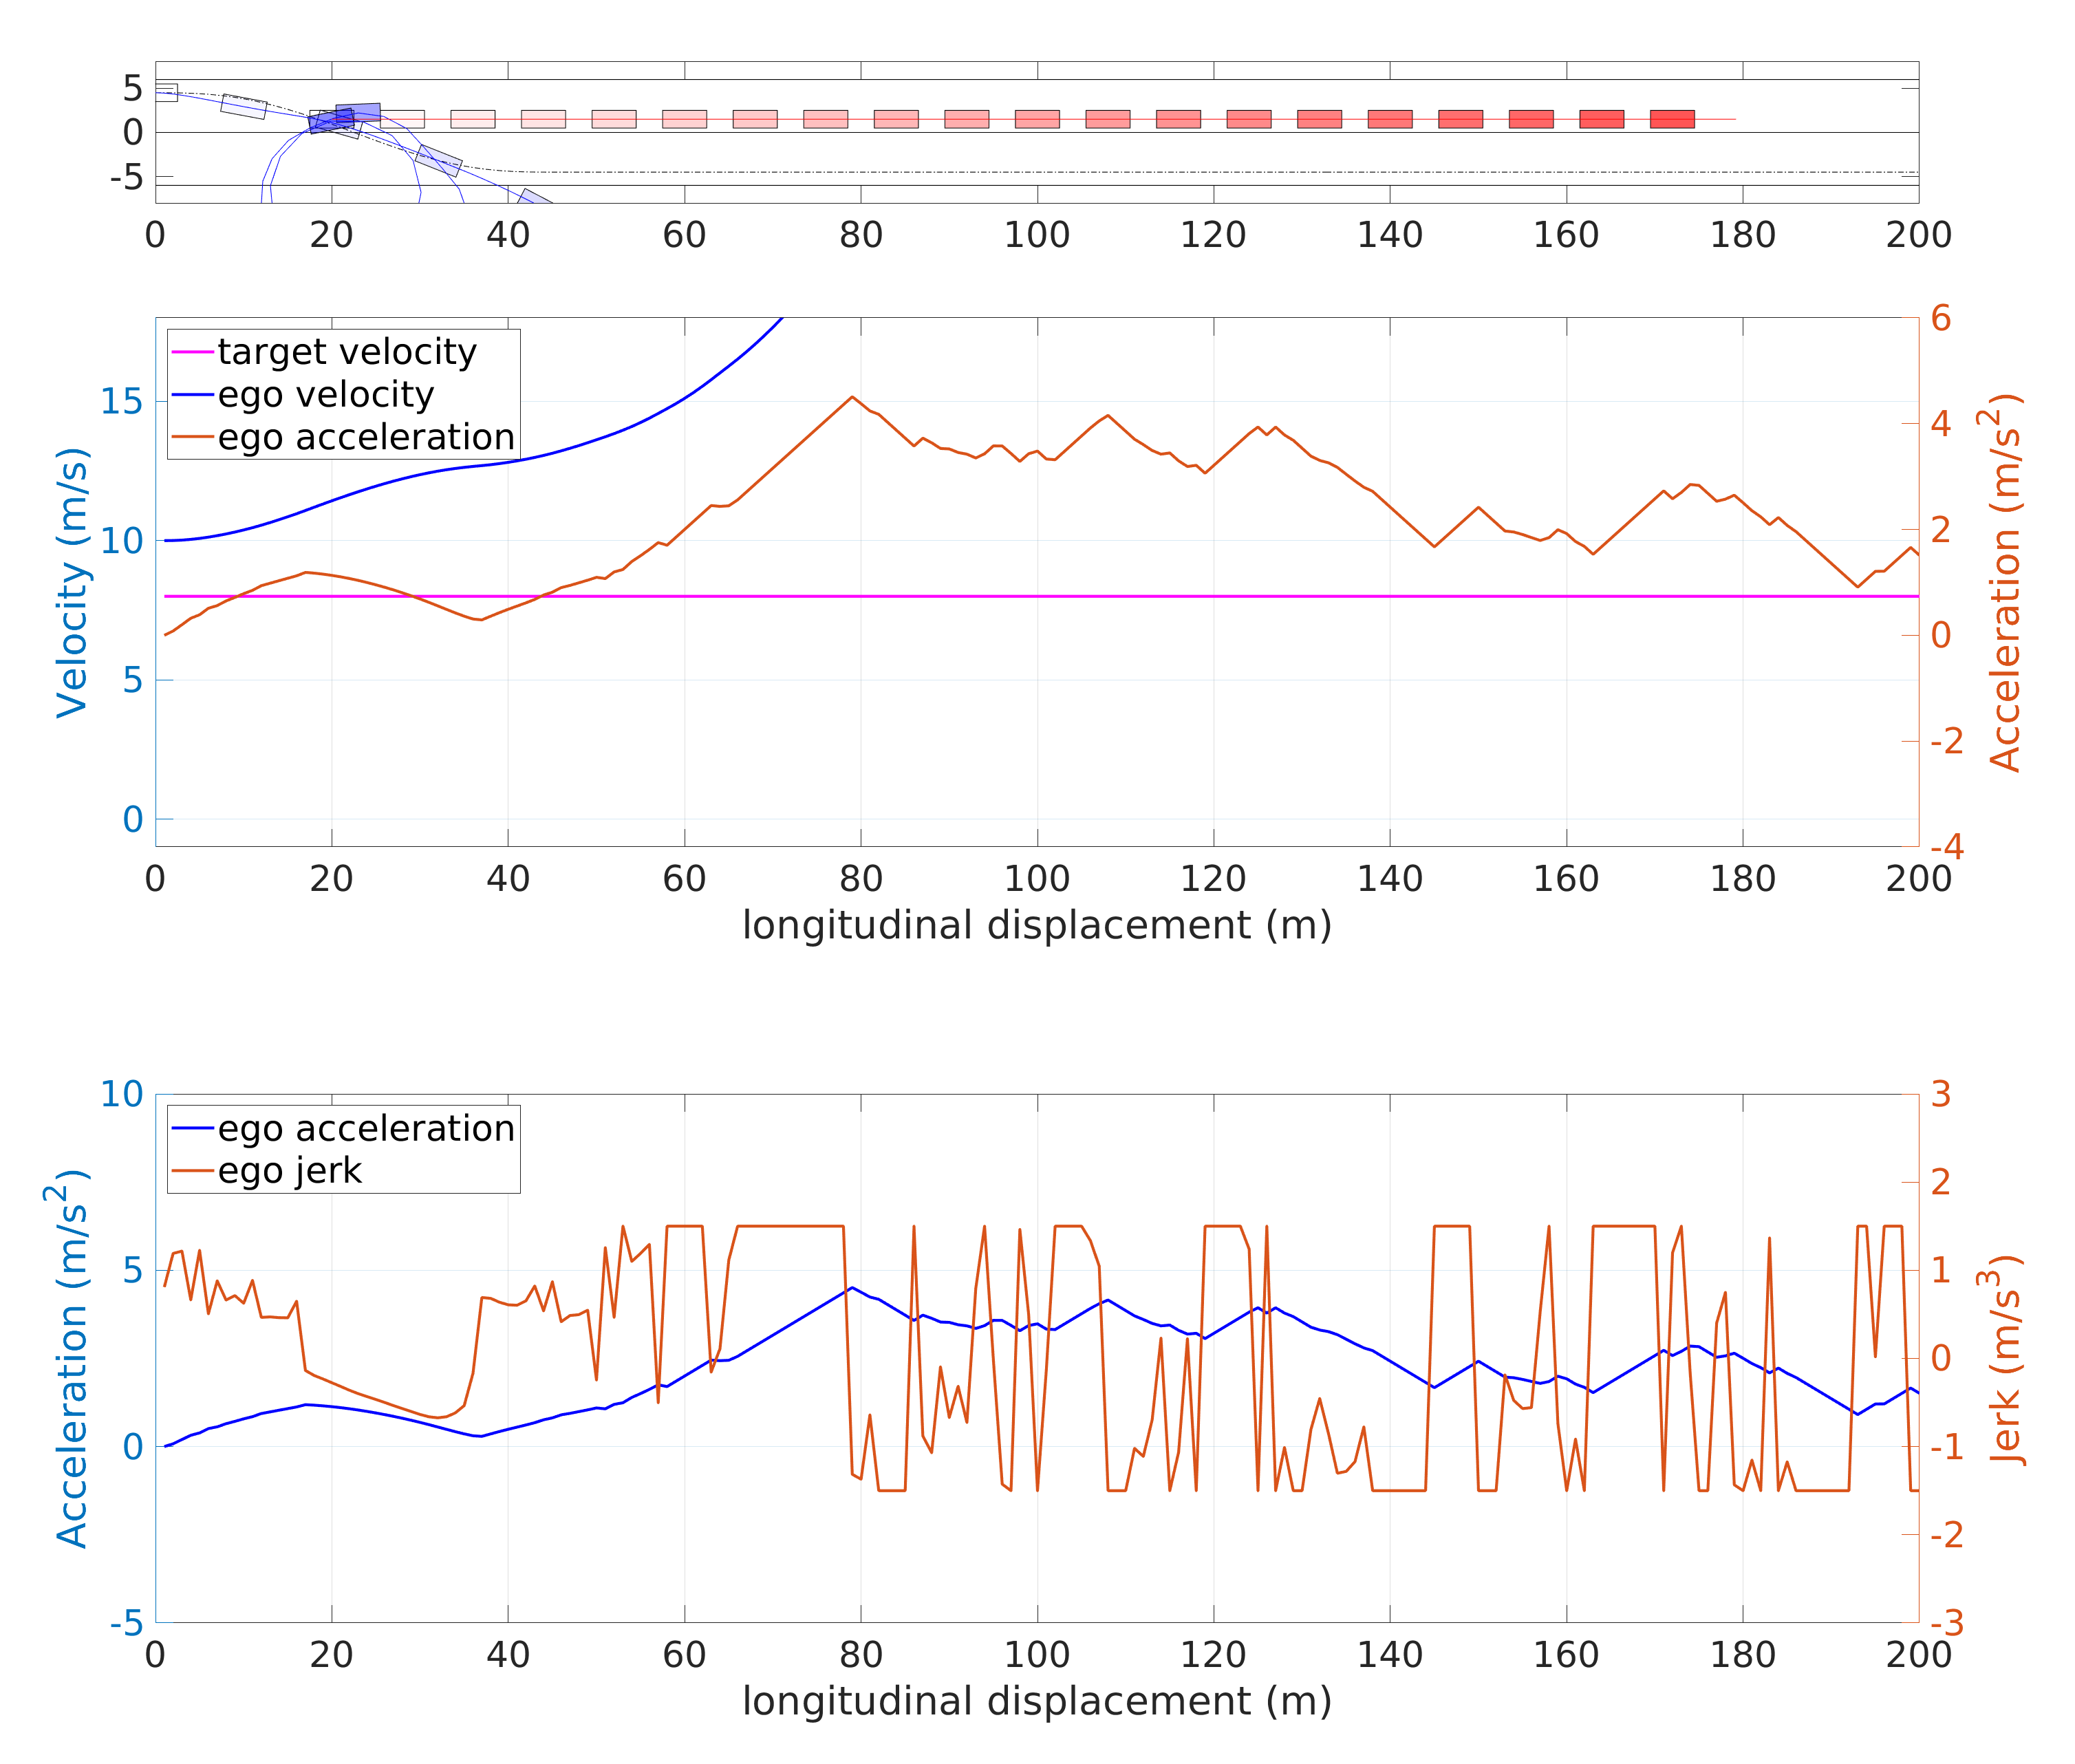 5
0
-5
0 20 40 60 80 100 120 140 160 180 200
target velocity
ego velocity
ego acceleration
15
10
5
0
Velocity (m/s)
6
4
2
0
-2
-4
Acceleration (m/s²)
0 20 40 60 80 100 120 140 160 180 200
longitudinal displacement (m)
ego acceleration
ego jerk
10
5
0
-5
Acceleration (m/s²)
3
2
1
0
-1
-2
-3
Jerk (m/s³)
0 20 40 60 80 100 120 140 160 180 200
longitudinal displacement (m)